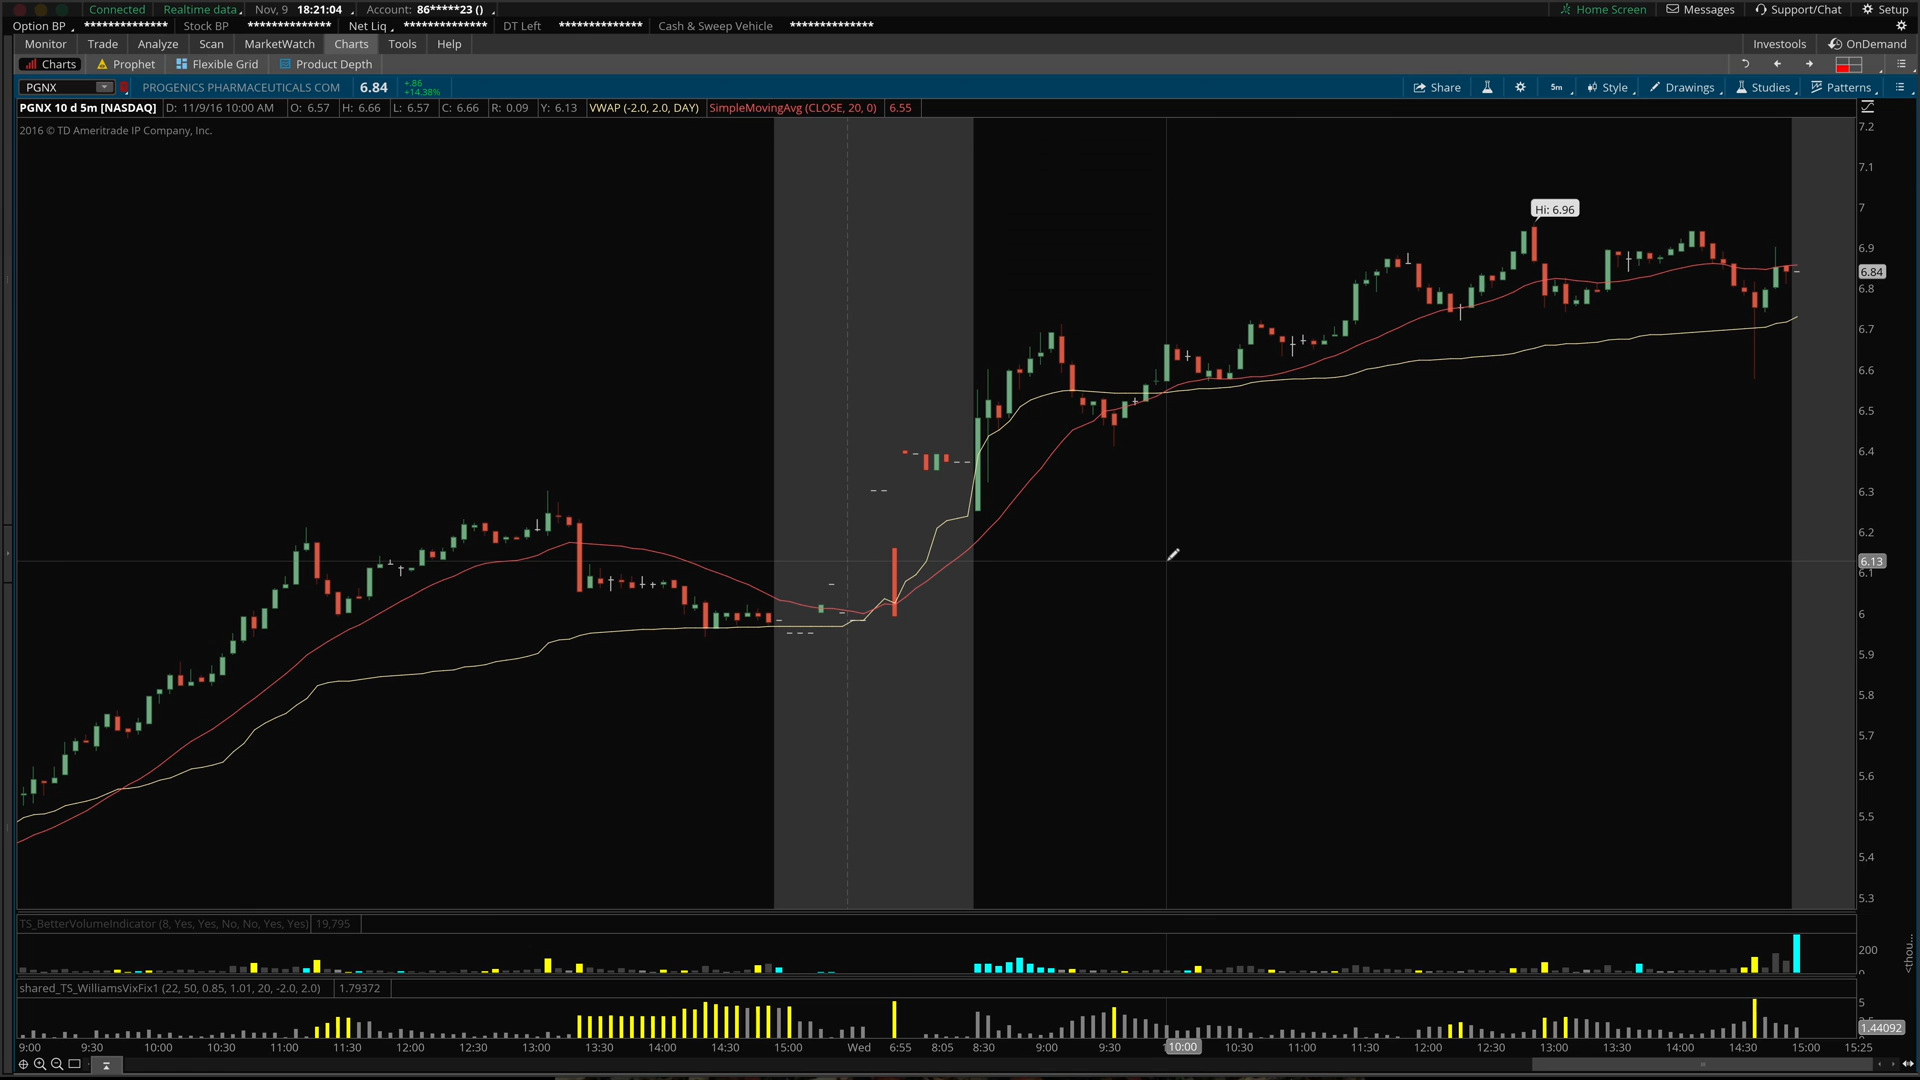 Connected Realtime data Nov, 9 18:21:04 Account: 86*****23 () Home Screen Messages Support/Chat Setup
Option BP ************** Stock BP ************** Net Liq ************** DT Left ************** Cash & Sweep Vehicle **************
Monitor Trade Analyze Scan MarketWatch Charts Tools Help Investools OnDemand
Charts Prophet Flexible Grid Product Depth
PGNX PROGENICS PHARMACEUTICALS COM 6.84 +.86 +14.38% Share 5m Style Drawings Studies Patterns
PGNX 10 d 5m [NASDAQ] D: 11/9/16 10:00 AM O: 6.57 H: 6.66 L: 6.57 C: 6.66 R: 0.09 Y: 6.13 VWAP (-2.0, 2.0, DAY) SimpleMovingAvg (CLOSE, 20, 0) 6.55
2016 © TD Ameritrade IP Company, Inc.
7.2
7.1
7
Hi: 6.96
6.9
6.84
6.8
6.7
6.6
6.5
6.4
6.3
6.2
6.13
6.1
6
5.9
5.8
5.7
5.6
5.5
5.4
5.3
TS_BetterVolumeIndicator (8, Yes, Yes, No, No, Yes, Yes) 19,795
200
0
<thou...
shared_TS_WilliamsVixFix1 (22, 50, 0.85, 1.01, 20, -2.0, 2.0) 1.79372
5
1.44092
9:00 9:30 10:00 10:30 11:00 11:30 12:00 12:30 13:00 13:30 14:00 14:30 15:00 Wed 6:55 8:05 8:30 9:00 9:30 10:00 10:30 11:00 11:30 12:00 12:30 13:00 13:30 14:00 14:30 15:00 15:25